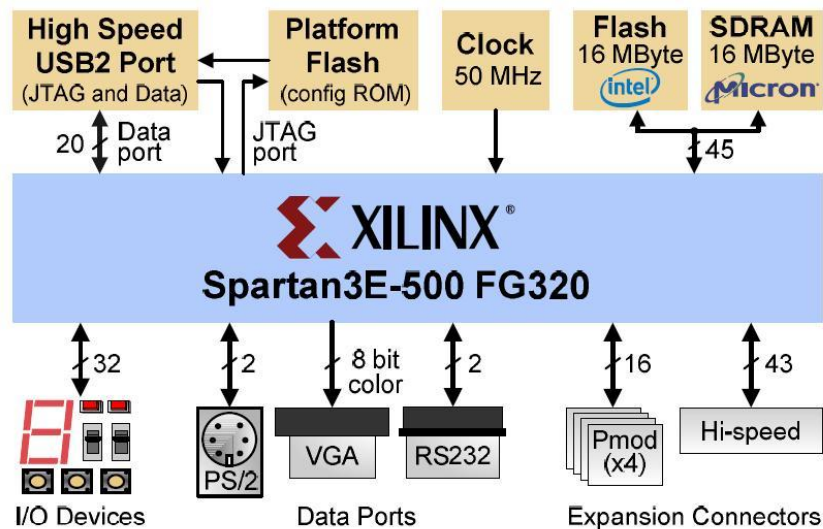 High Speed
USB2 Port
(JTAG and Data)
Platform
Flash
(config ROM)
Clock
50 MHz
Flash
16 MByte
intel
SDRAM
16 MByte
Micron
20
Data
port
JTAG
port
45
XILINX®
Spartan3E-500 FG320
32
2
8 bit
color
2
16
43
PS/2
VGA
RS232
Pmod
(x4)
Hi-speed
I/O Devices
Data Ports
Expansion Connectors